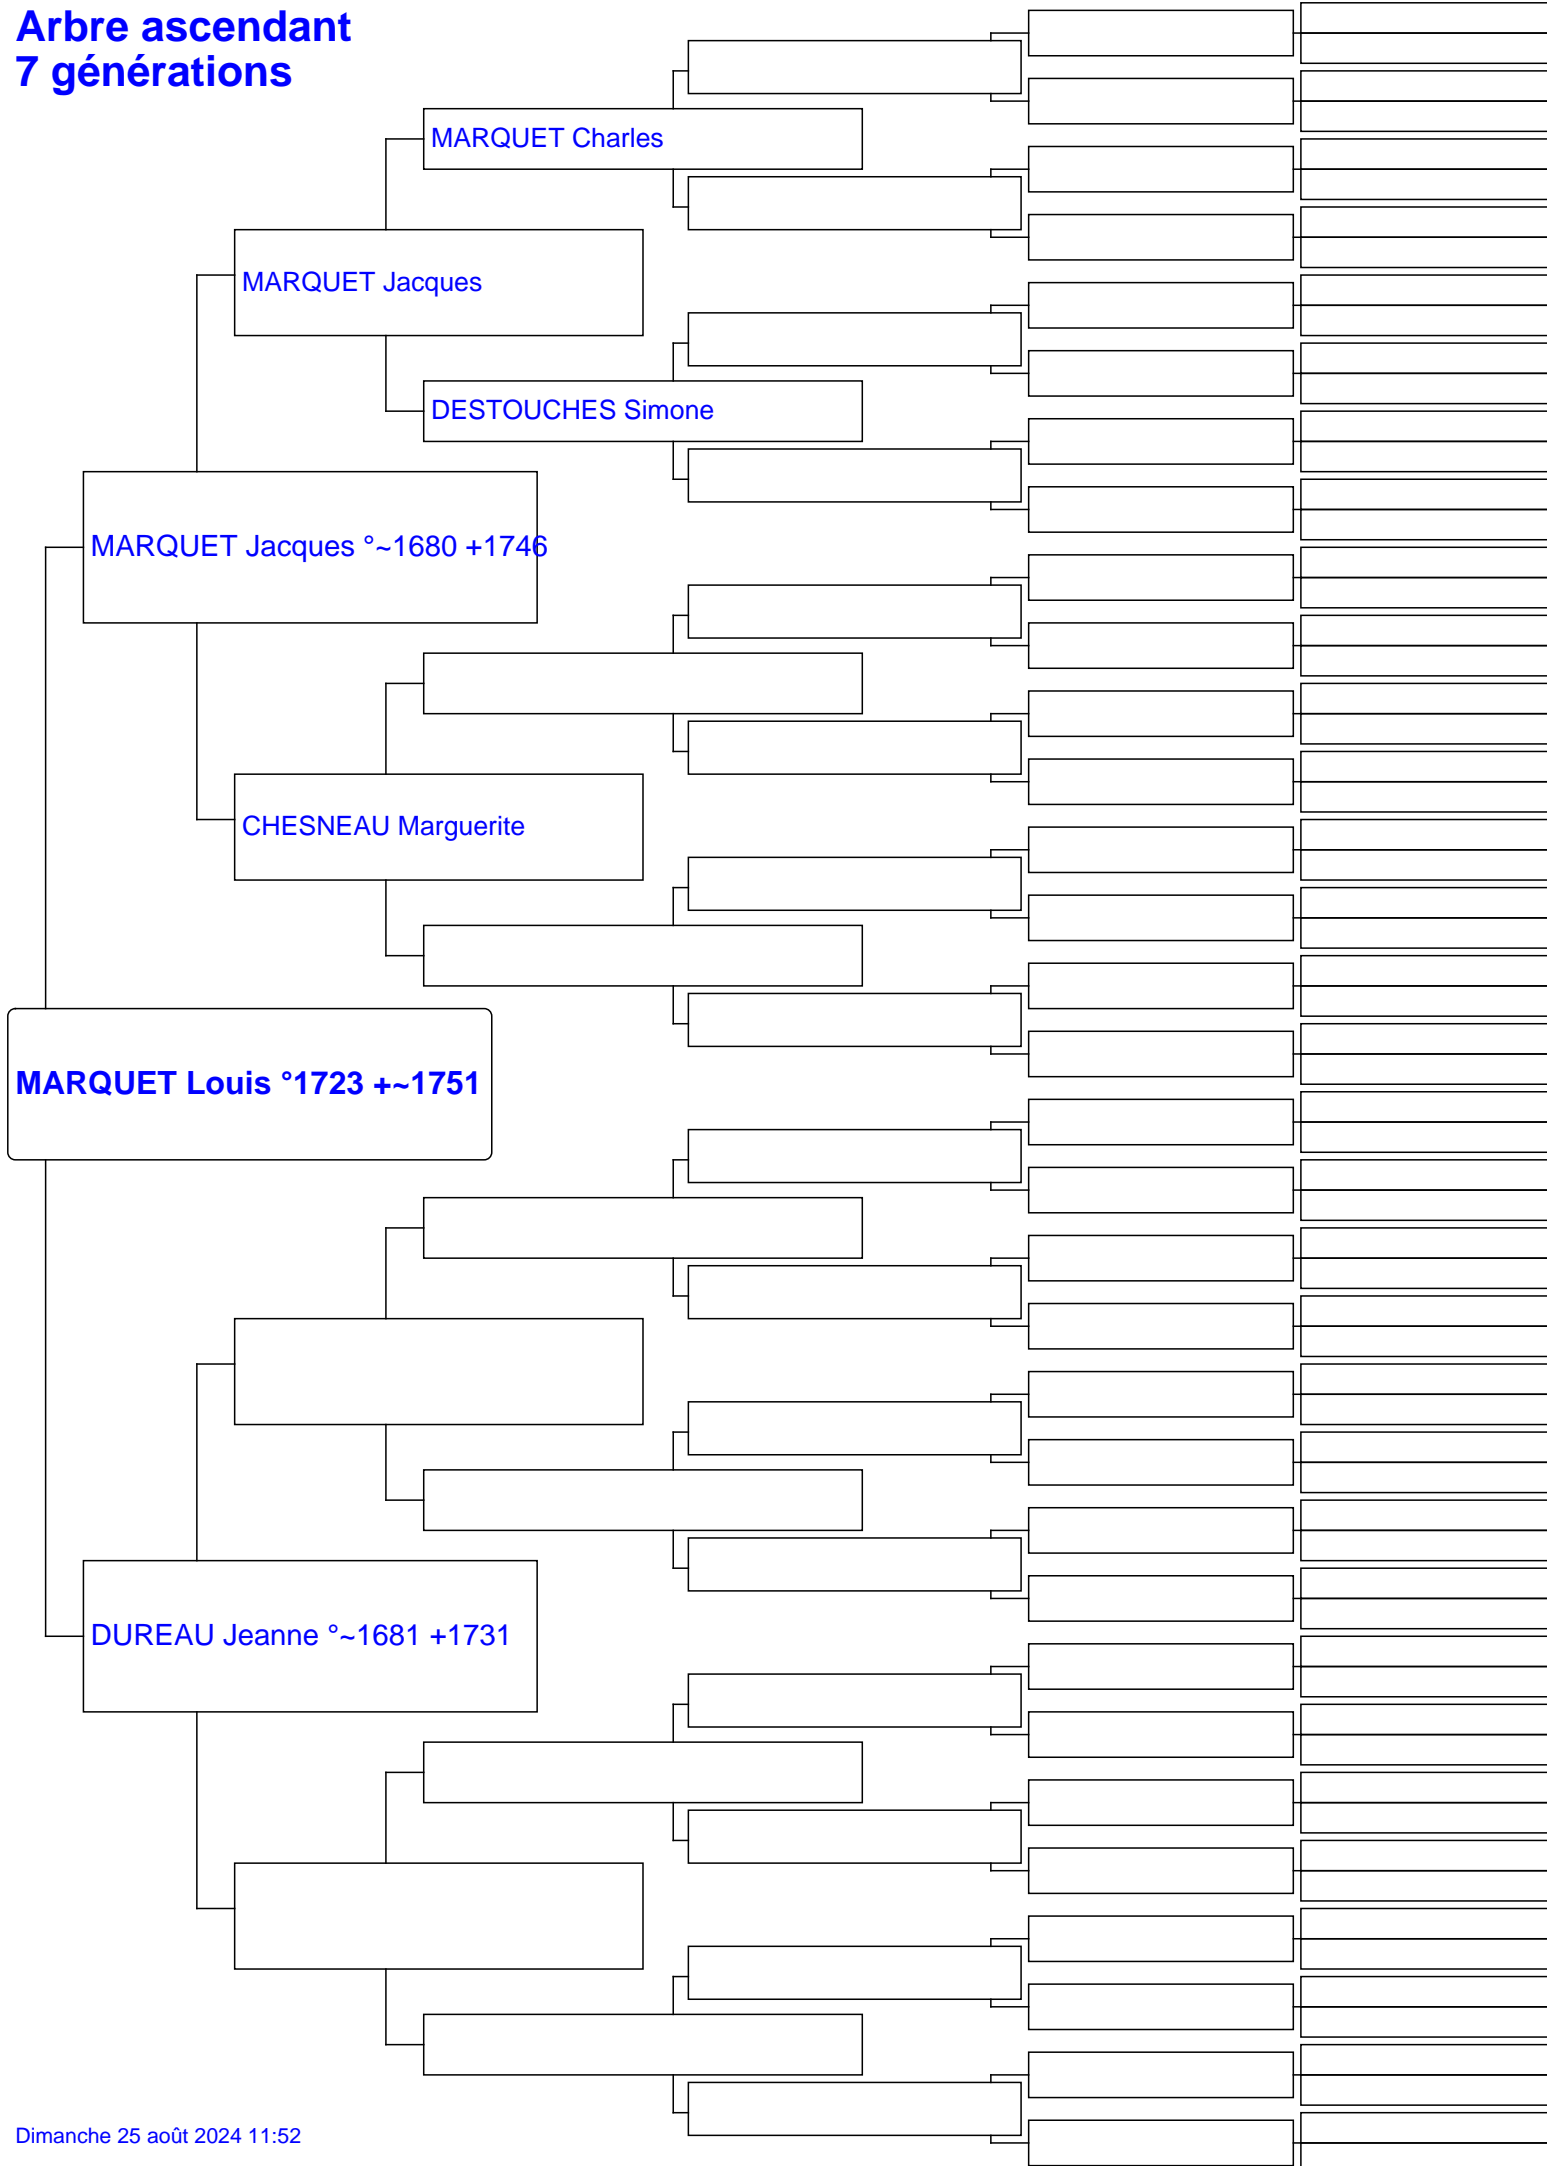 Arbre ascendant
7 générations
MARQUET Charles
MARQUET Jacques
DESTOUCHES Simone
MARQUET Jacques °~1680 +1746
CHESNEAU Marguerite
MARQUET Louis °1723 +~1751
DUREAU Jeanne °~1681 +1731
Dimanche 25 août 2024 11:52